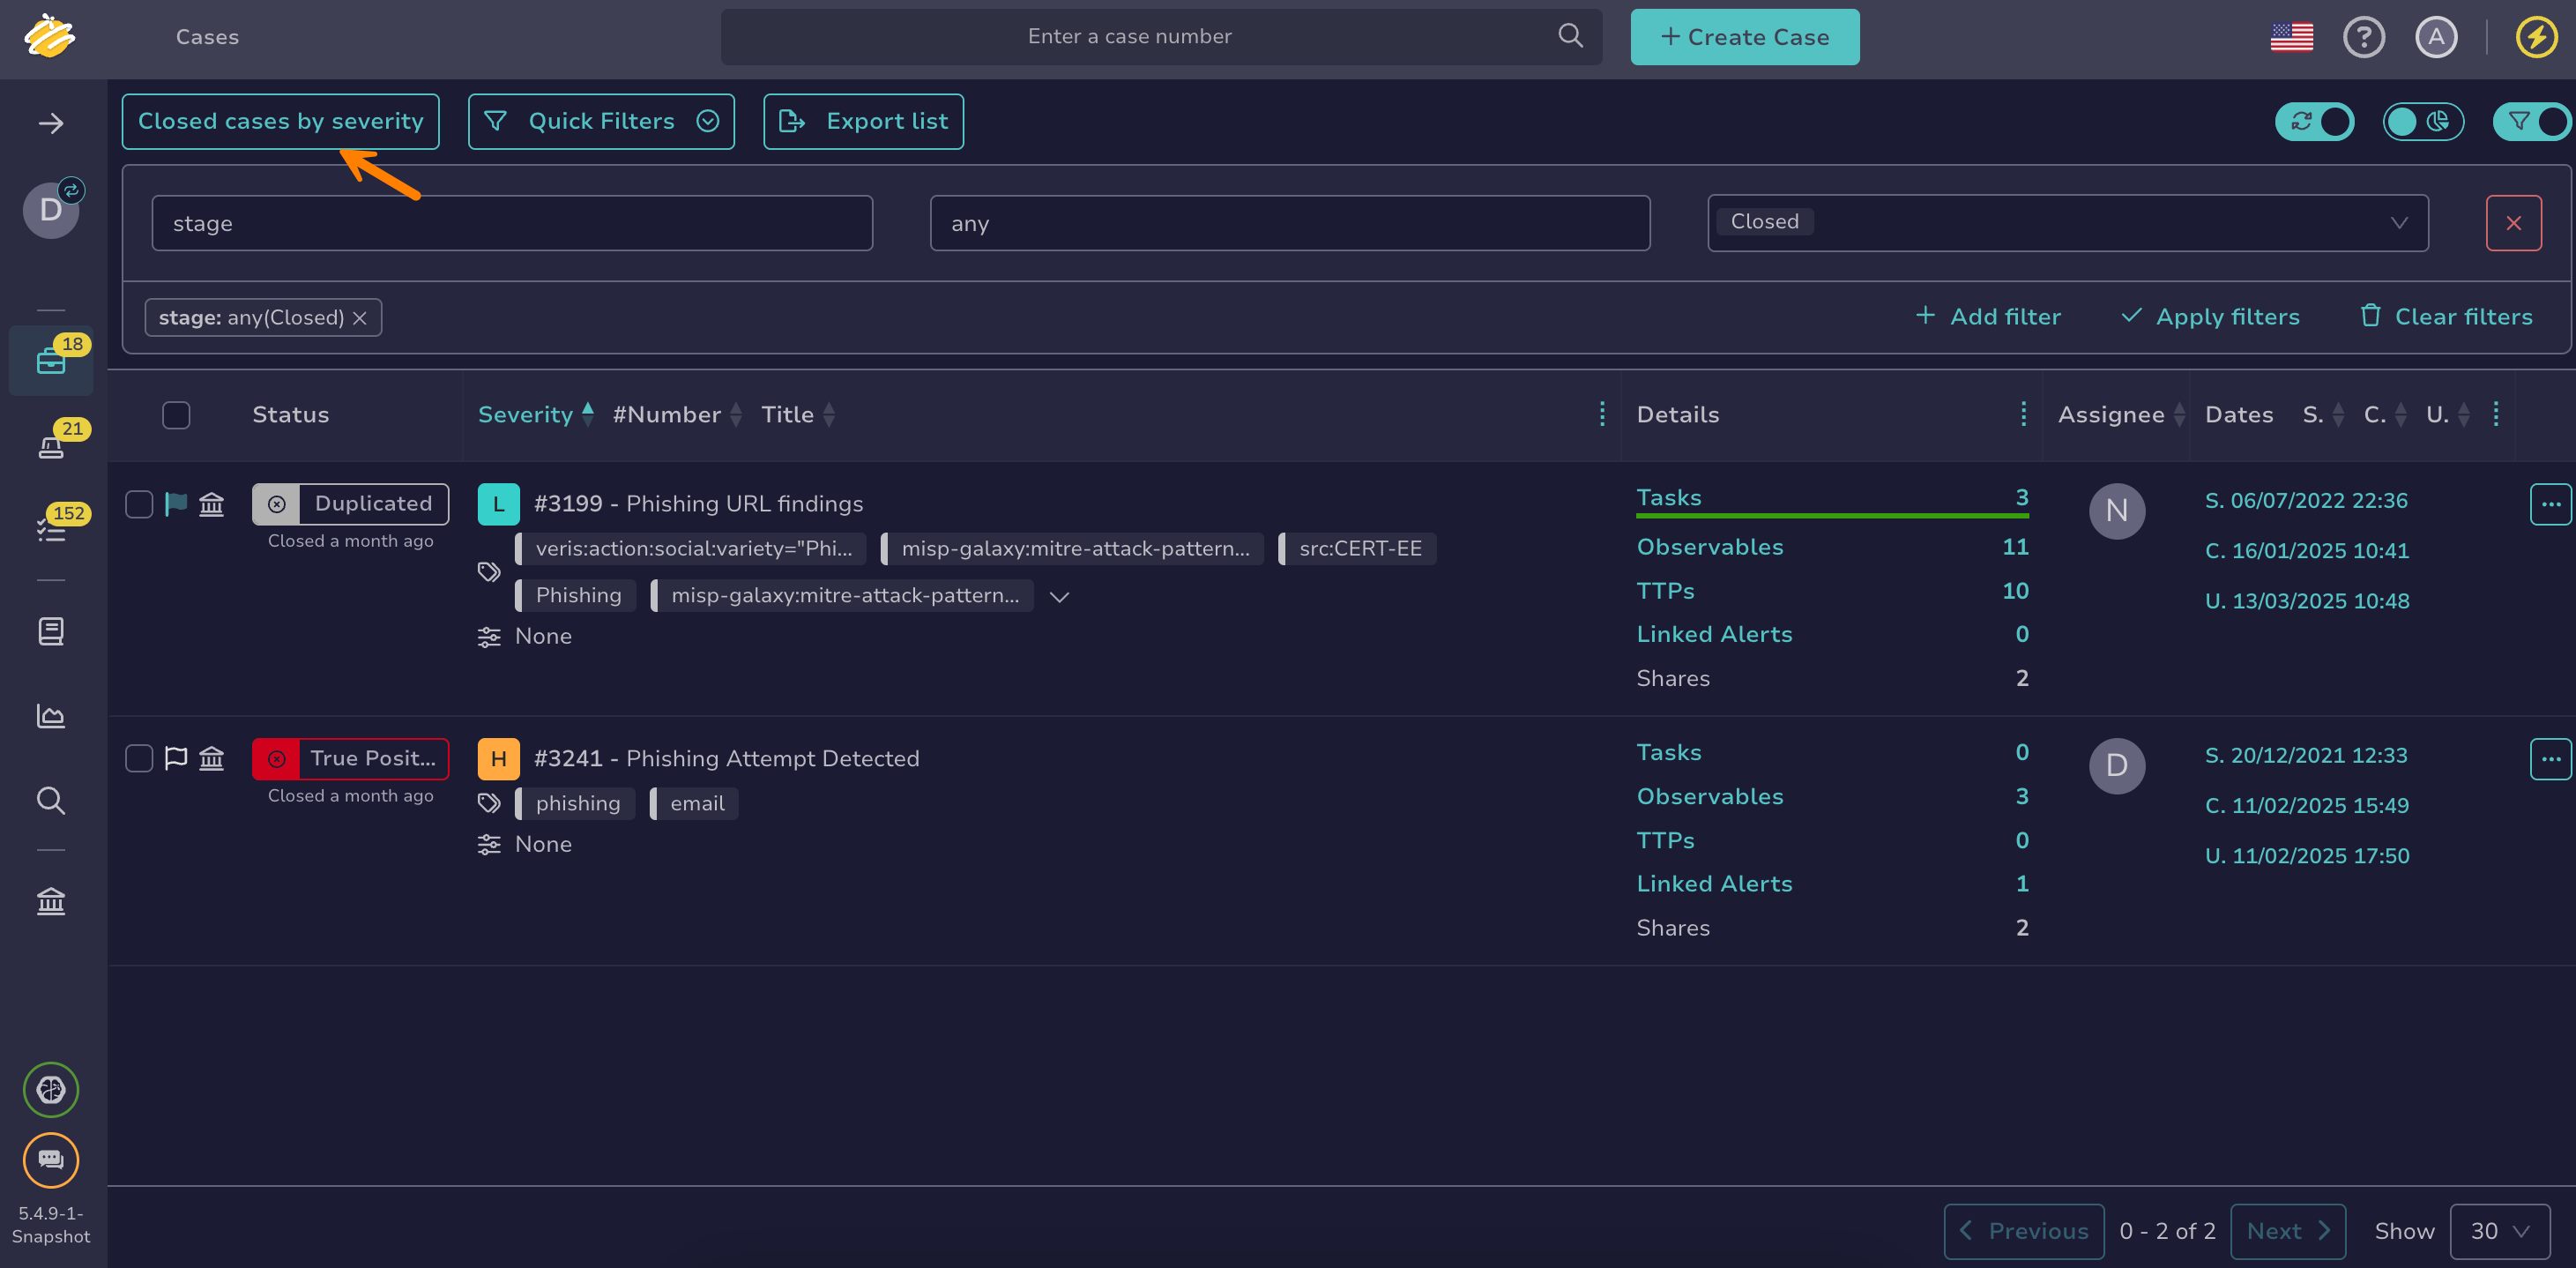 Cases
Enter a case number
+ Create Case
A
Closed cases by severity
Quick Filters
Export list
D
stage
any
Closed
stage: any(Closed)
+ Add filter
Apply filters
Clear filters
18
21
152
Status
Severity
#Number
Title
Details
Assignee
Dates
S.
C.
U.
Duplicated
Closed a month ago
L
#3199 - Phishing URL findings
veris:action:social:variety="Phi...
misp-galaxy:mitre-attack-pattern...
src:CERT-EE
Phishing
misp-galaxy:mitre-attack-pattern...
None
Tasks 3
Observables 11
TTPs 10
Linked Alerts 0
Shares 2
N
S. 06/07/2022 22:36
C. 16/01/2025 10:41
U. 13/03/2025 10:48
True Posit...
Closed a month ago
H
#3241 - Phishing Attempt Detected
phishing
email
None
Tasks 0
Observables 3
TTPs 0
Linked Alerts 1
Shares 2
D
S. 20/12/2021 12:33
C. 11/02/2025 15:49
U. 11/02/2025 17:50
5.4.9-1-
Snapshot
Previous
0 - 2 of 2
Next
Show
30